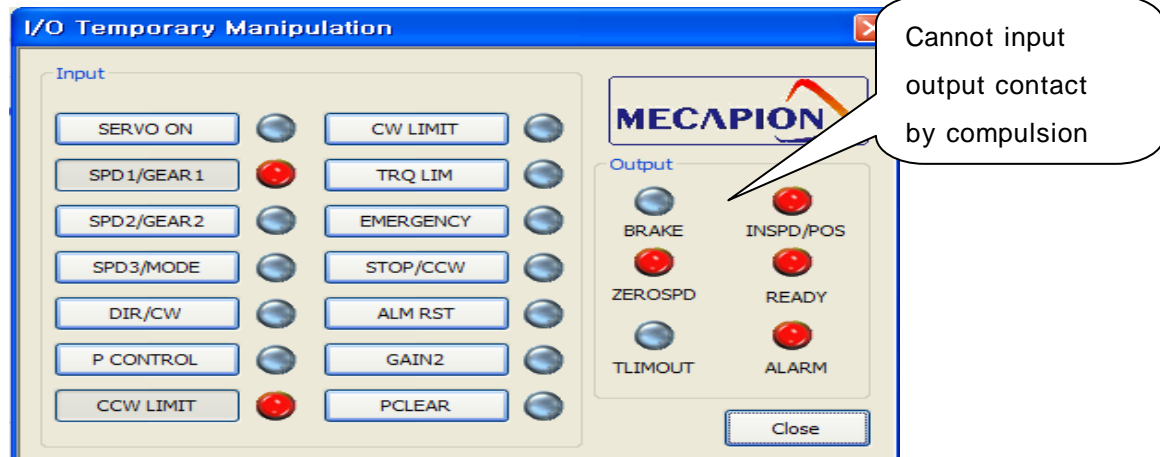 I/O Temporary Manipulation
Cannot input
output contact
by compulsion
Input
SERVO ON
CW LIMIT
SPD1/GEAR1
TRQ LIM
SPD2/GEAR2
EMERGENCY
SPD3/MODE
STOP/CCW
DIR/CW
ALM RST
P CONTROL
GAIN2
CCW LIMIT
PCLEAR
MECAPION
Output
BRAKE
INSPD/POS
ZEROSPD
READY
TLIMOUT
ALARM
Close